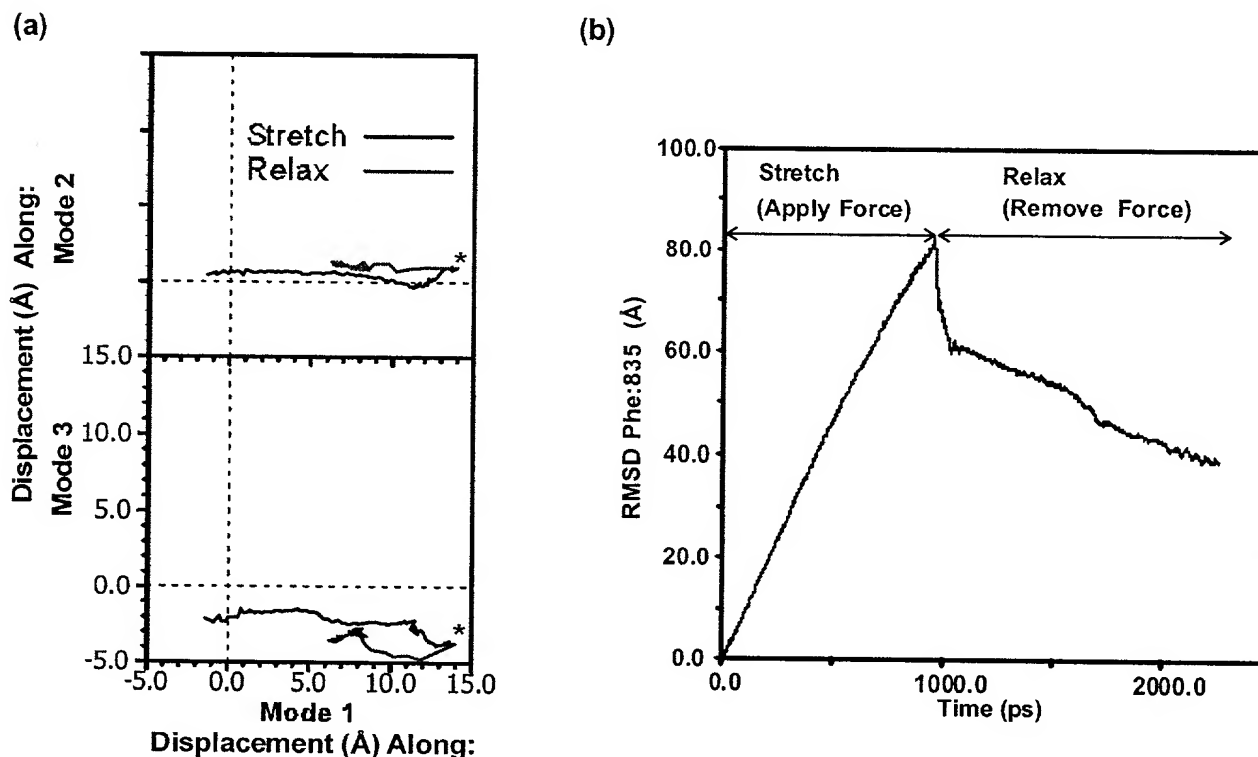 (a)
Displacement (Å) Along:
Mode 2
Mode 3
Stretch
Relax
*
15.0
10.0
5.0
0.0
-5.0
*
-5.0 0.0 5.0 10.0 15.0
Mode 1
Displacement (Å) Along:
(b)
RMSD Phe:835 (Å)
100.0
80.0
60.0
40.0
20.0
0.0
Stretch
(Apply Force)
Relax
(Remove Force)
0.0 1000.0 2000.0
Time (ps)